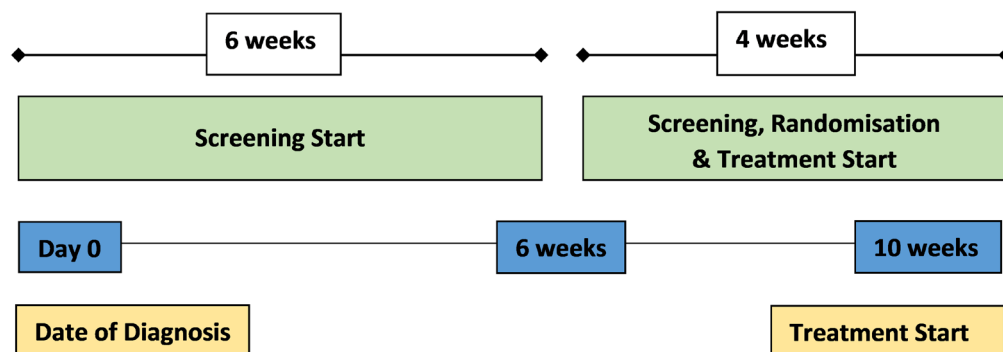 6 weeks
4 weeks
Screening Start
Screening, Randomisation
& Treatment Start
Day 0
6 weeks
10 weeks
Date of Diagnosis
Treatment Start